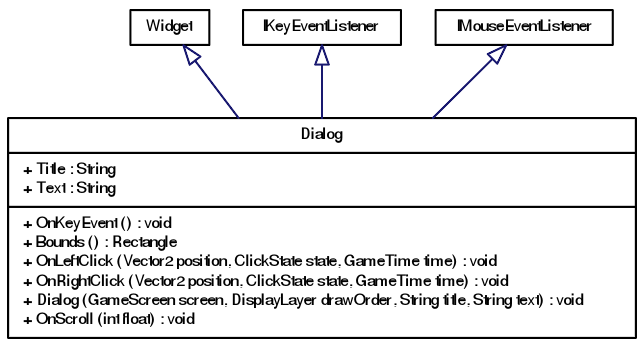 Widget
IKeyEventListener
IMouseEventListener
Dialog
+ Title : String
+ Text : String
+ OnKeyEvent () : void
+ Bounds () : Rectangle
+ OnLeftClick (Vector2 position, ClickState state, GameTime time) : void
+ OnRightClick (Vector2 position, ClickState state, GameTime time) : void
+ Dialog (GameScreen screen, DisplayLayer drawOrder, String title, String text) : void
+ OnScroll (int float) : void